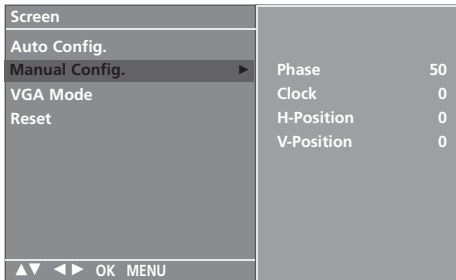 Screen
Auto Config.
Manual Config. ►
VGA Mode
Reset
Phase 50
Clock 0
H-Position 0
V-Position 0
▲▼ ◄► OK MENU